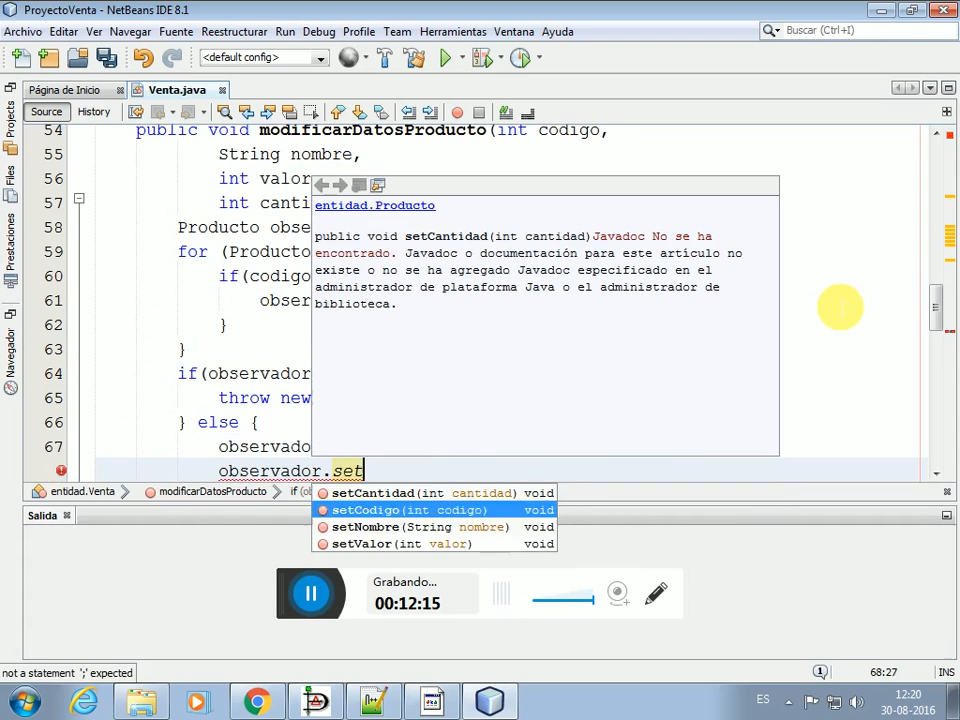 ProyectoVenta - NetBeans IDE 8.1
Archivo Editar Ver Navegar Fuente Reestructurar Run Debug Profile Team Herramientas Ventana Ayuda
Buscar (Ctrl+I)
<default config>
Página de Inicio Venta.java
Source History
54 public void modificarDatosProducto(int codigo,
55 String nombre,
56 int valor
57 int canti
58 Producto obse
59 for (Producto
60 if(codigo
61 obser
62 }
63 }
64 if(observador
65 throw new
66 } else {
67 observado
observador.set
entidad.Producto
public void setCantidad(int cantidad)Javadoc No se ha
encontrado. Javadoc o documentación para este artículo no
existe o no se ha agregado Javadoc especificado en el
administrador de plataforma Java o el administrador de
biblioteca.
setCantidad(int cantidad) void
setCodigo(int codigo) void
setNombre(String nombre) void
setValor(int valor) void
Projects
Files
Prestaciones
Navegador
entidad.Venta modificarDatosProducto if (ob
Salida
Grabando...
00:12:15
not a statement ';' expected
1 68:27 INS
ES 12:20
30-08-2016